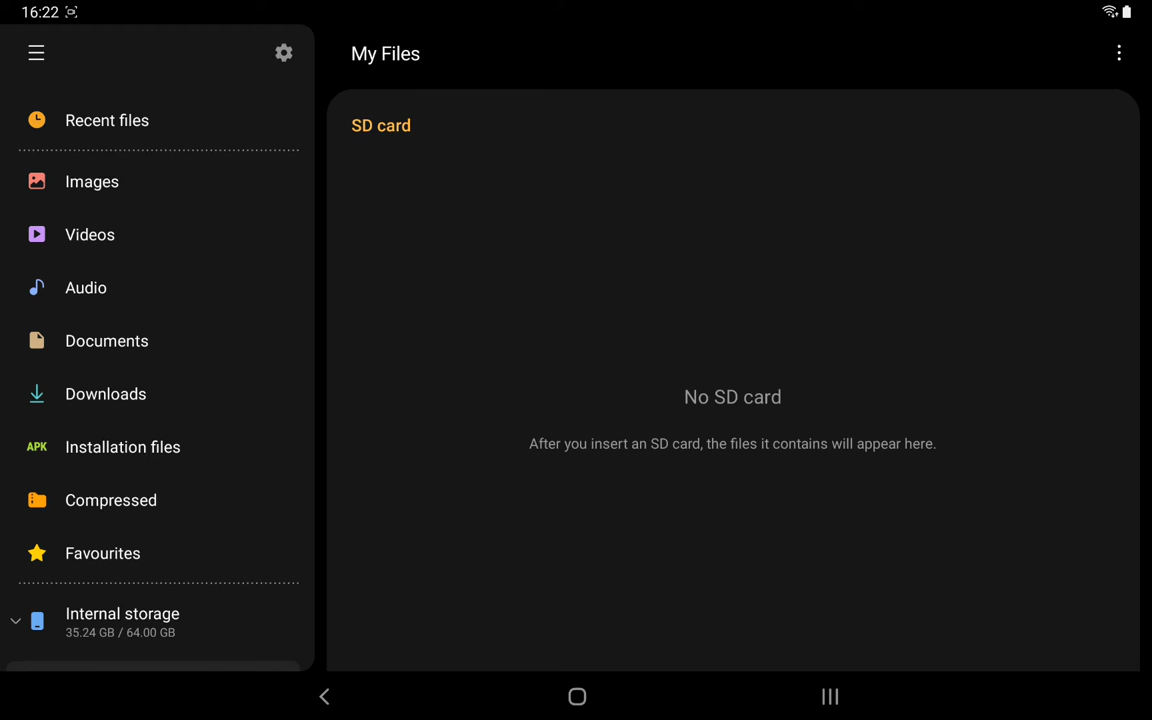 16:22
My Files
Recent files
Images
Videos
Audio
Documents
Downloads
APK Installation files
Compressed
Favourites
Internal storage
35.24 GB / 64.00 GB
SD card
No SD card
After you insert an SD card, the files it contains will appear here.